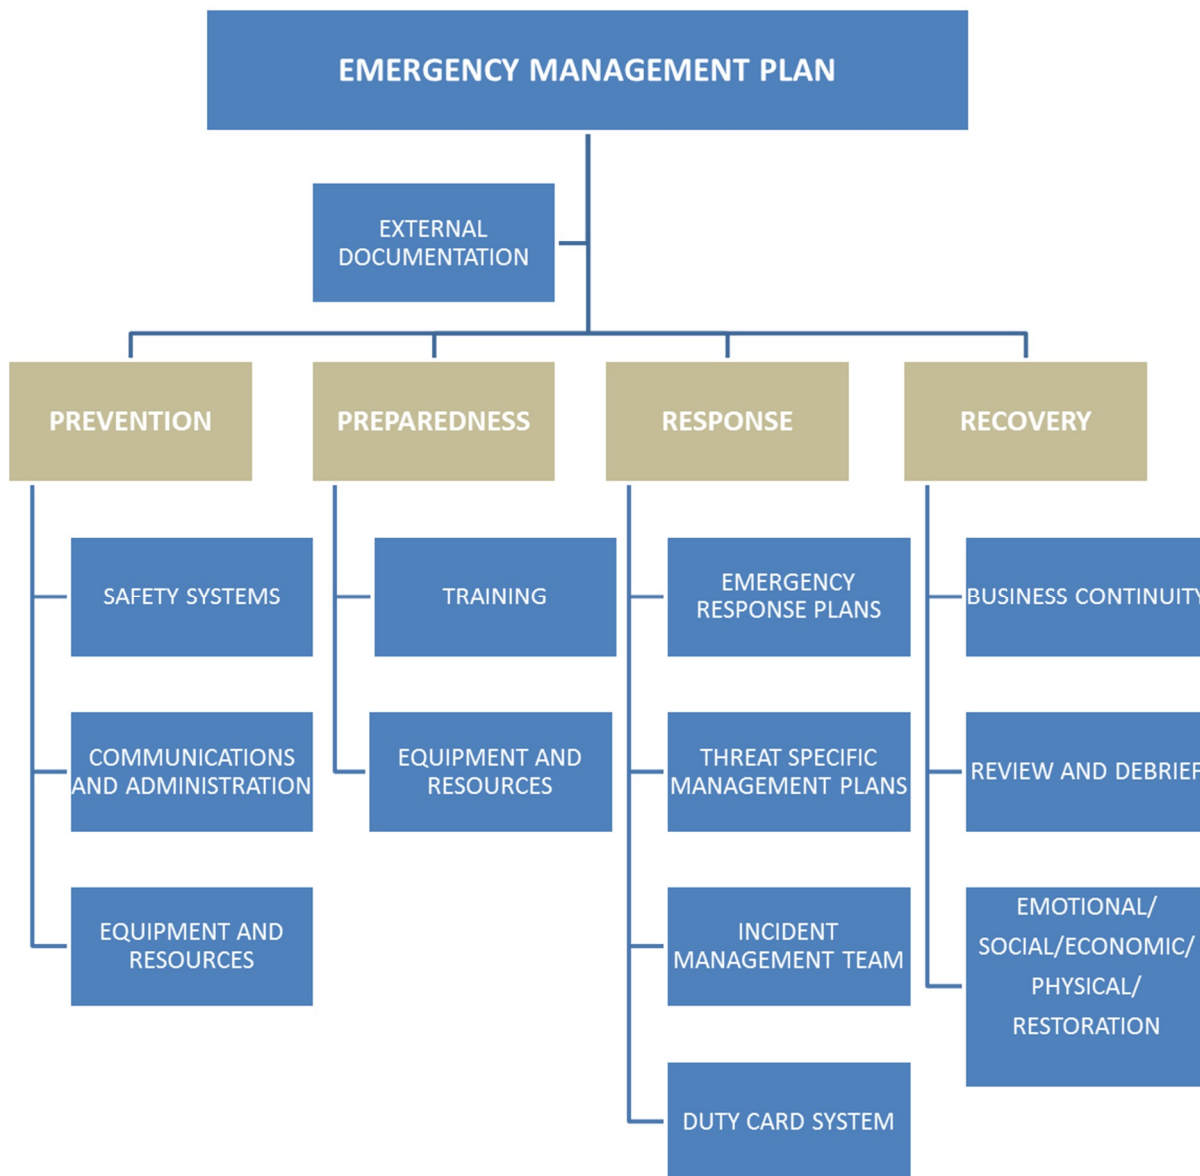 EMERGENCY MANAGEMENT PLAN
EXTERNAL
DOCUMENTATION
PREVENTION
PREPAREDNESS
RESPONSE
RECOVERY
SAFETY SYSTEMS
COMMUNICATIONS
AND ADMINISTRATION
EQUIPMENT AND
RESOURCES
TRAINING
EQUIPMENT AND
RESOURCES
EMERGENCY
RESPONSE PLANS
THREAT SPECIFIC
MANAGEMENT PLANS
INCIDENT
MANAGEMENT TEAM
DUTY CARD SYSTEM
BUSINESS CONTINUITY
REVIEW AND DEBRIEF
EMOTIONAL/
SOCIAL/ECONOMIC/
PHYSICAL/
RESTORATION